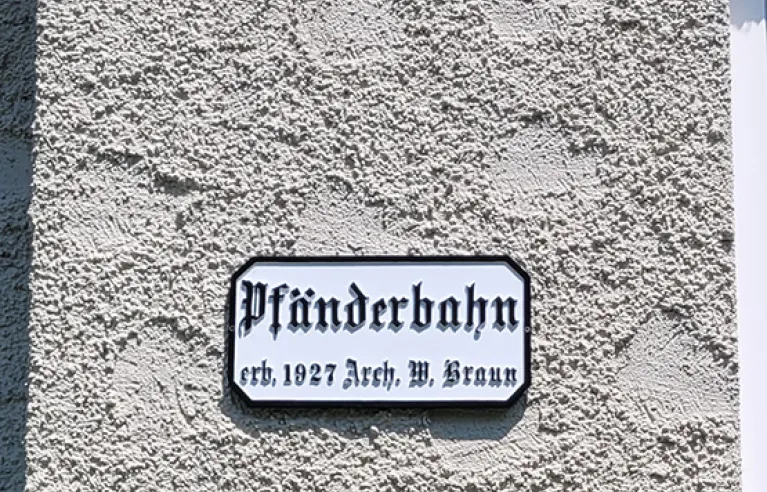 Pfänderbahn
erb. 1927 Arch. W. Braun